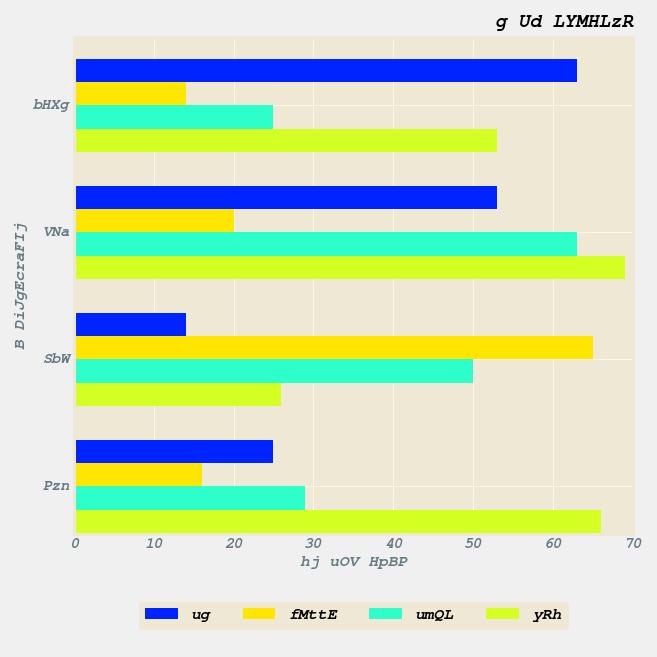 g Ud LYMHLzR
bHXg
VNa
SbW
Pzn
B DiJgEcraFIj
0 10 20 30 40 50 60 70
hj uOV HpBP
ug fMttE umQL yRh